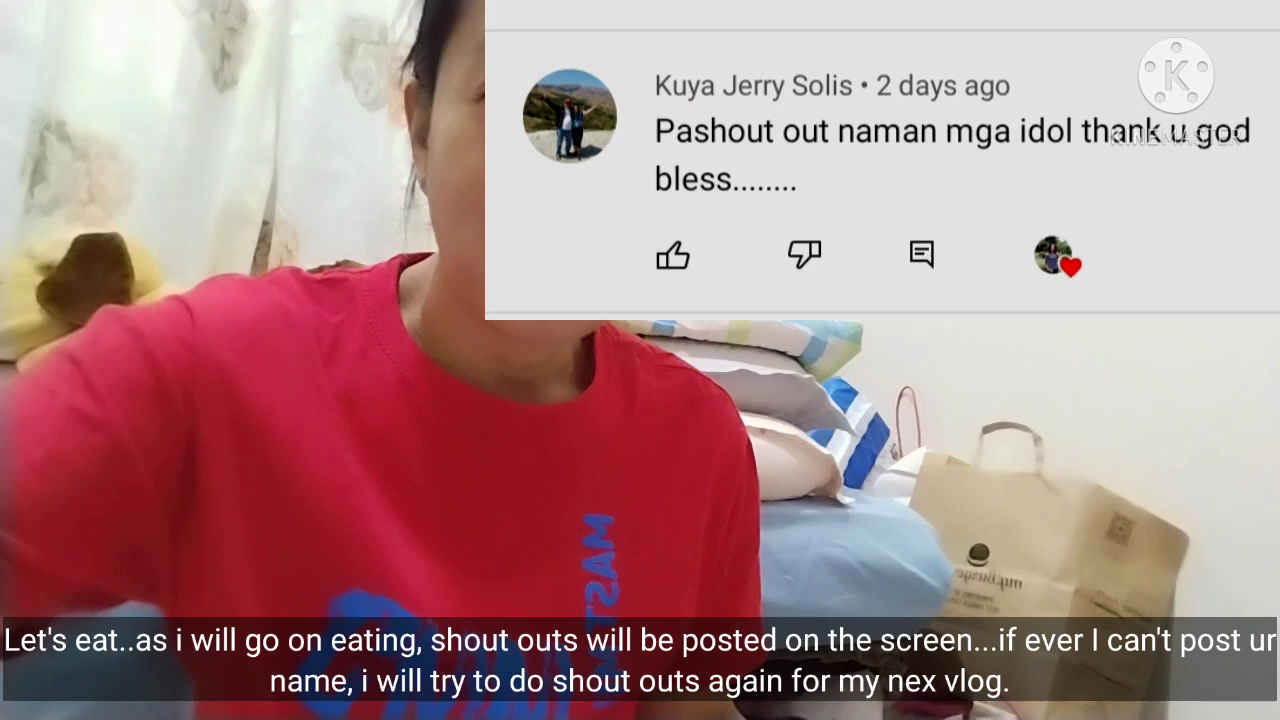 Kuya Jerry Solis • 2 days ago
Pashout out naman mga idol thank u god
bless........
KINEMASTER
Let's eat..as i will go on eating, shout outs will be posted on the screen...if ever I can't post ur
name, i will try to do shout outs again for my nex vlog.